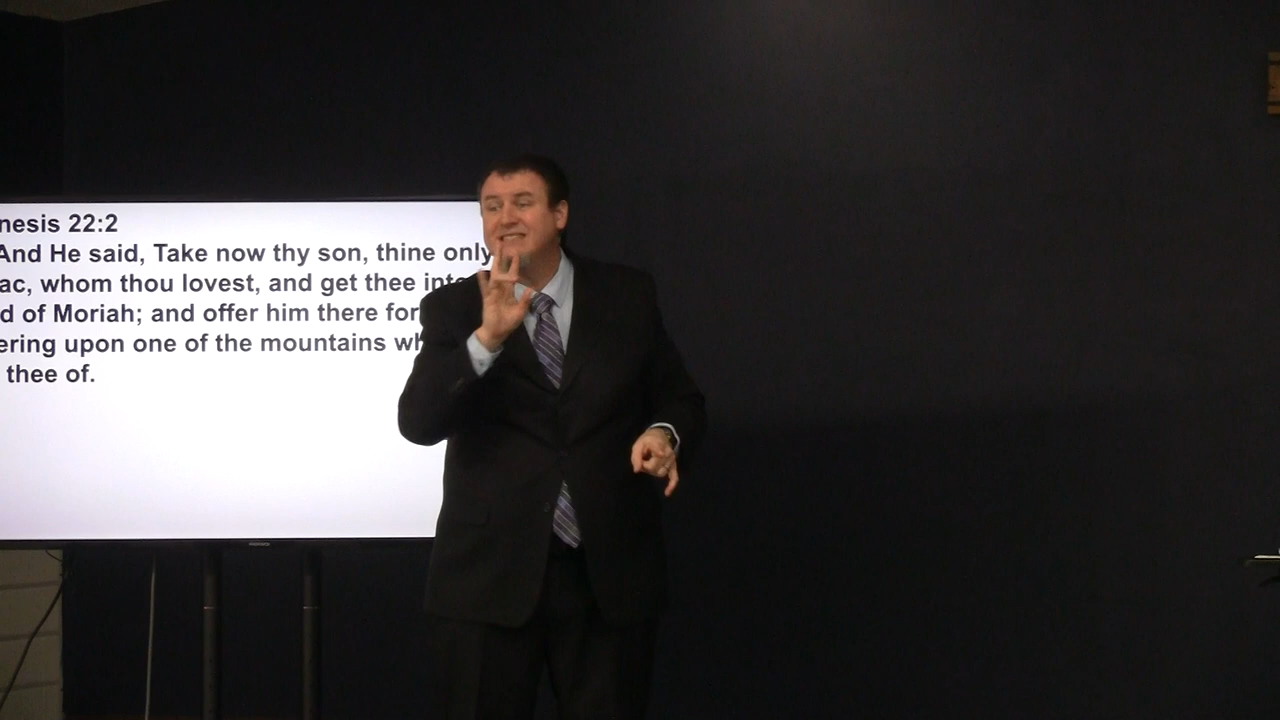 nesis 22:2
And He said, Take now thy son, thine only
ac, whom thou lovest, and get thee into
d of Moriah; and offer him there for
ering upon one of the mountains wh
thee of.